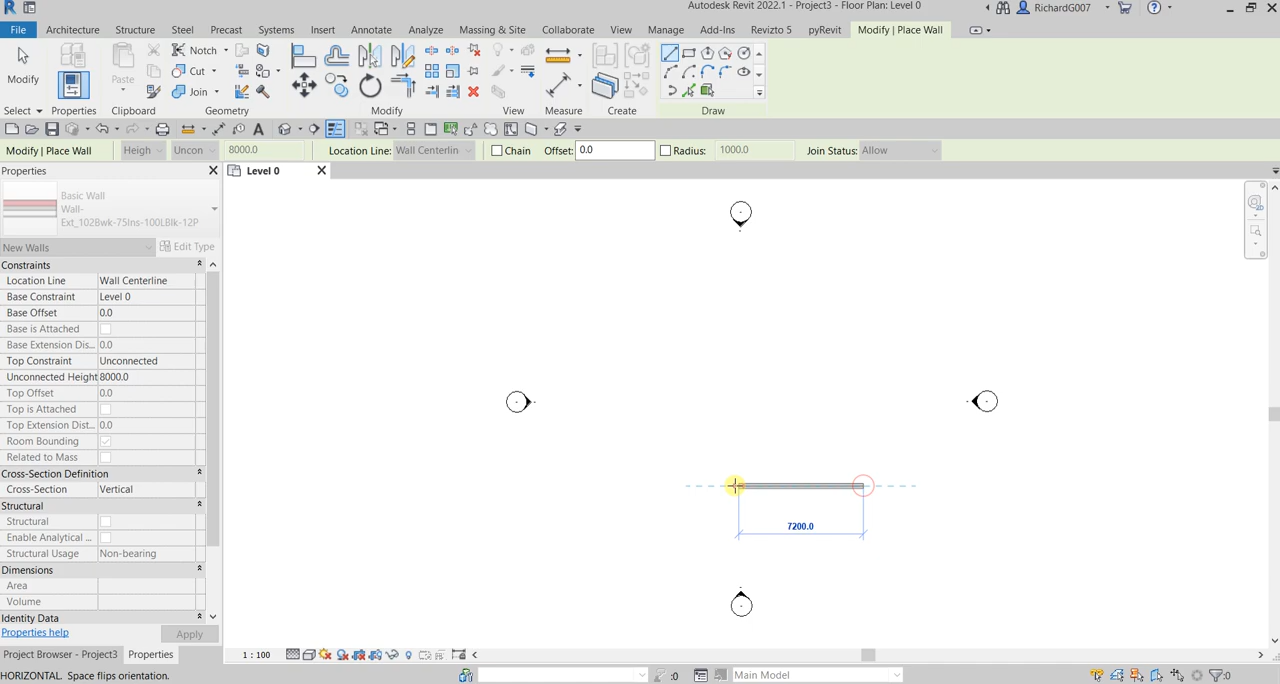 Autodesk Revit 2022.1 - Project3 - Floor Plan: Level 0
RichardG007
File Architecture Structure Steel Precast Systems Insert Annotate Analyze Massing & Site Collaborate View Manage Add-Ins Revizto 5 pyRevit Modify | Place Wall
Notch
Cut
Join
Modify
Paste
Select Properties Clipboard Geometry Modify View Measure Create Draw
Modify | Place Wall Heigh Uncon 8000.0 Location Line: Wall Centerlin Chain Offset: 0.0 Radius: 1000.0 Join Status: Allow
Properties
Level 0
Basic Wall
Wall-
Ext_102Bwk-75Ins-100LBlk-12P
New Walls Edit Type
Constraints
Location Line Wall Centerline
Base Constraint Level 0
Base Offset 0.0
Base is Attached
Base Extension Dis... 0.0
Top Constraint Unconnected
Unconnected Height 8000.0
Top Offset 0.0
Top is Attached
Top Extension Dist... 0.0
Room Bounding
Related to Mass
Cross-Section Definition
Cross-Section Vertical
Structural
Structural
Enable Analytical ...
Structural Usage Non-bearing
Dimensions
Area
Volume
Identity Data
Properties help Apply
Project Browser - Project3 Properties
7200.0
1 : 100
HORIZONTAL. Space flips orientation.
:0
Main Model
:0